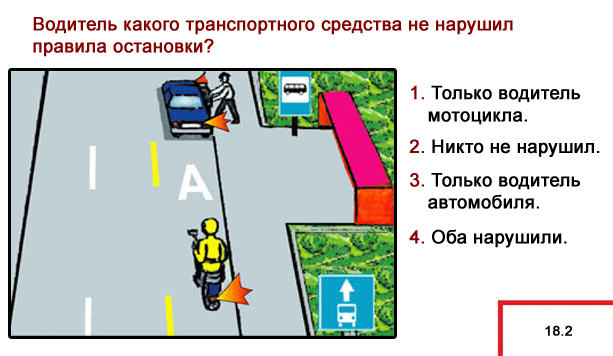 Водитель какого транспортного средства не нарушил
правила остановки?
1. Только водитель
мотоцикла.
2. Никто не нарушил.
3. Только водитель
автомобиля.
4. Оба нарушили.
А
18.2